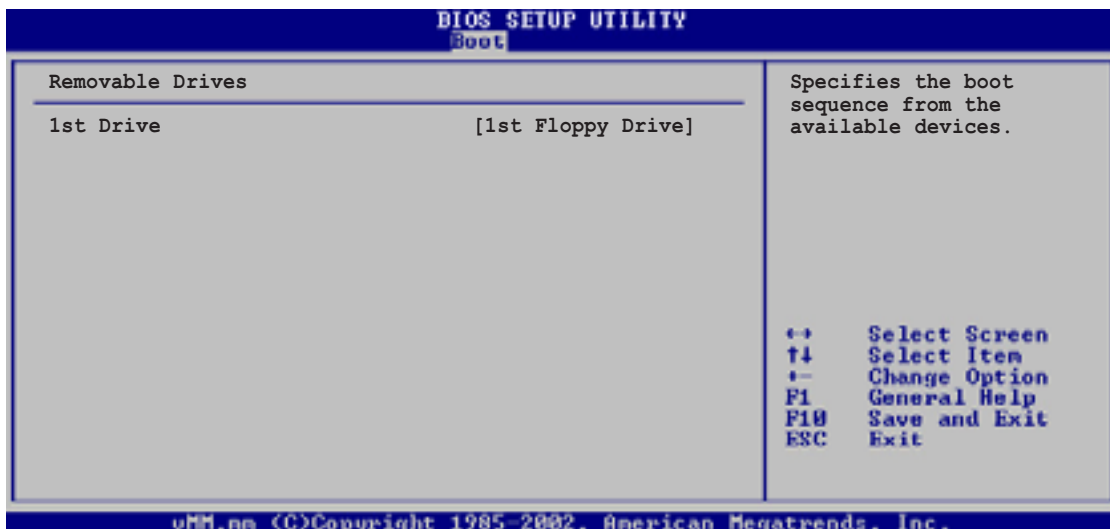 BIOS SETUP UTILITY
Boot
Removable Drives
1st Drive [1st Floppy Drive]
Specifies the boot
sequence from the
available devices.
↔ Select Screen
↑↓ Select Item
+- Change Option
F1 General Help
F10 Save and Exit
ESC Exit
vMM.mm (C)Copyright 1985-2002, American Megatrends, Inc.